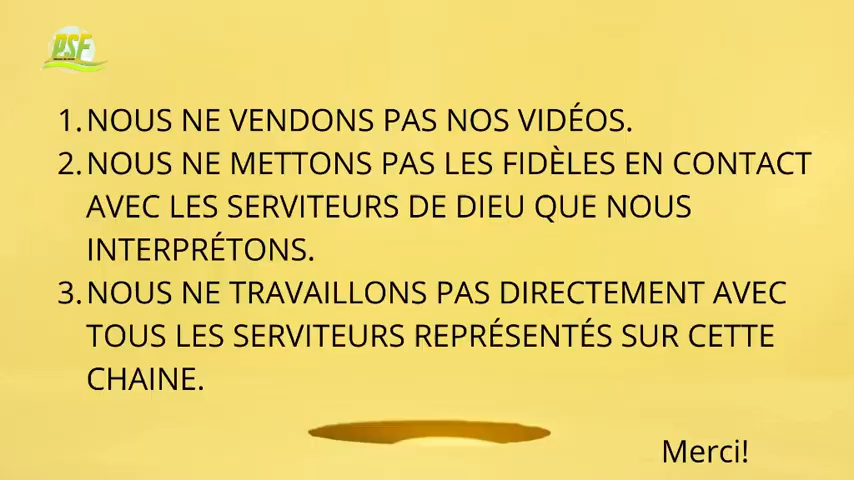 PSF
1. NOUS NE VENDONS PAS NOS VIDÉOS.
2. NOUS NE METTONS PAS LES FIDÈLES EN CONTACT
AVEC LES SERVITEURS DE DIEU QUE NOUS
INTERPRÉTONS.
3. NOUS NE TRAVAILLONS PAS DIRECTEMENT AVEC
TOUS LES SERVITEURS REPRÉSENTÉS SUR CETTE
CHAINE.
Merci!